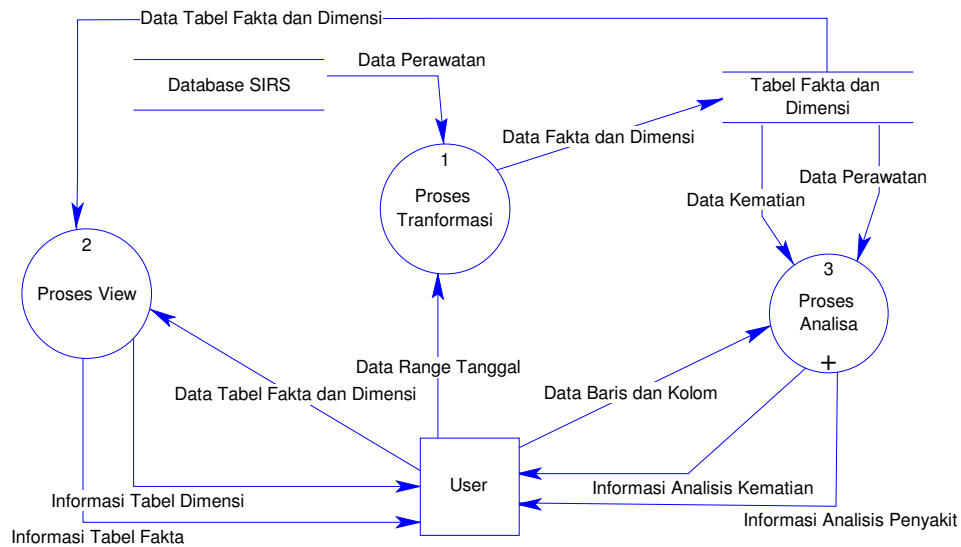 Data Tabel Fakta dan Dimensi
Data Perawatan
Database SIRS
Tabel Fakta dan
Dimensi
Data Fakta dan Dimensi
1
Proses
Tranformasi
Data Perawatan
Data Kematian
2
Proses View
3
Proses
Analisa
+
Data Range Tanggal
Data Tabel Fakta dan Dimensi
Data Baris dan Kolom
User
Informasi Tabel Dimensi
Informasi Analisis Kematian
Informasi Analisis Penyakit
Informasi Tabel Fakta